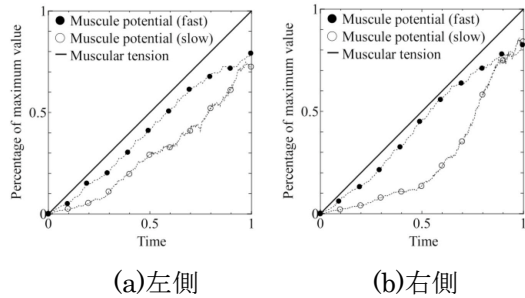 Percentage of maximum value
Muscule potential (fast)
Muscule potential (slow)
Muscular tension
1
0.5
0
0
0.5
1
Time
(a)左側
Percentage of maximum value
Muscule potential (fast)
Muscule potential (slow)
Muscular tension
1
0.5
0
0
0.5
1
Time
(b)右側